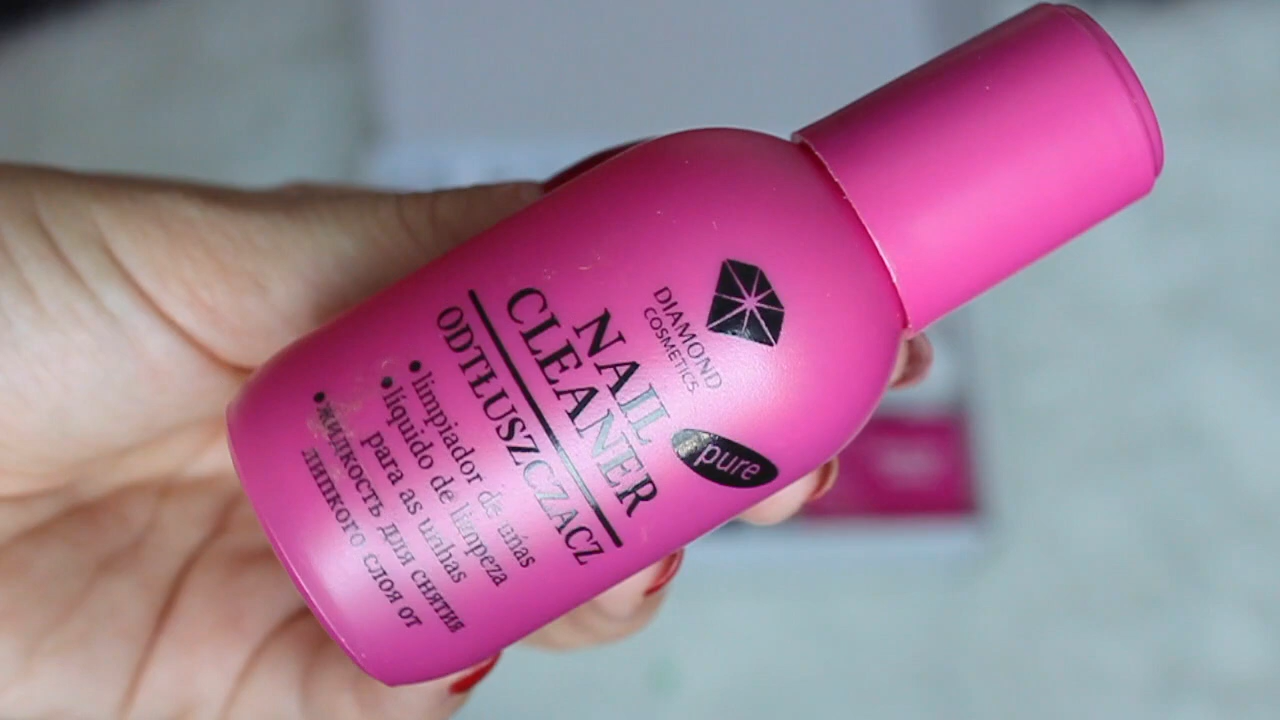 DIAMOND
COSMETICS
NAIL
CLEANER
pure
ODTŁUSZCZACZ
•limpiador de uñas
•líquido de limpeza
para as unhas
•жидкость для снятия
липкого слоя от